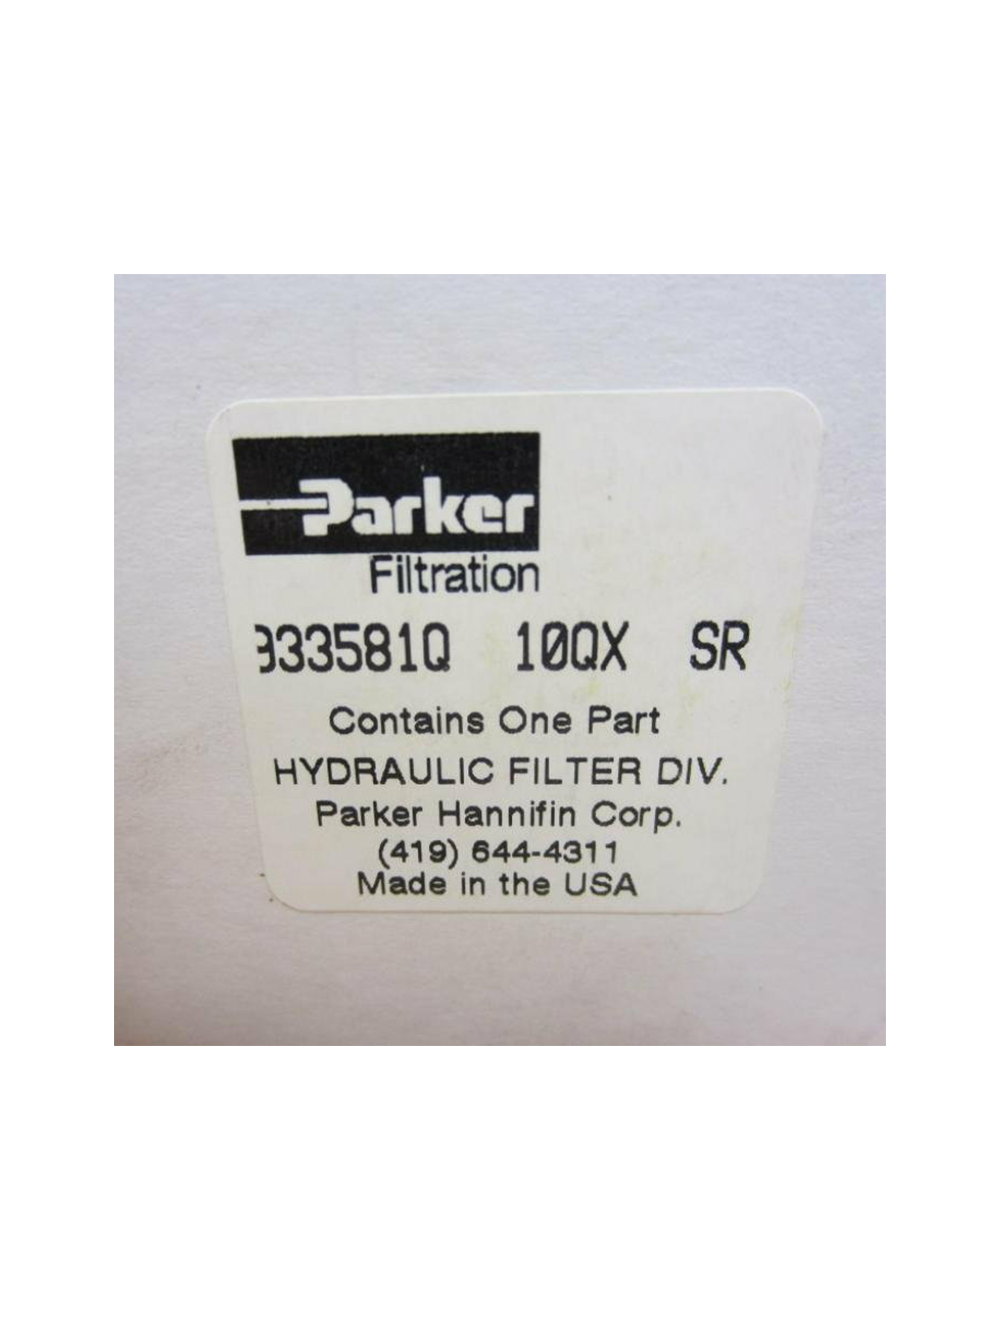 Parker
Filtration
933581Q 10QX SR
Contains One Part
HYDRAULIC FILTER DIV.
Parker Hannifin Corp.
(419) 644-4311
Made in the USA